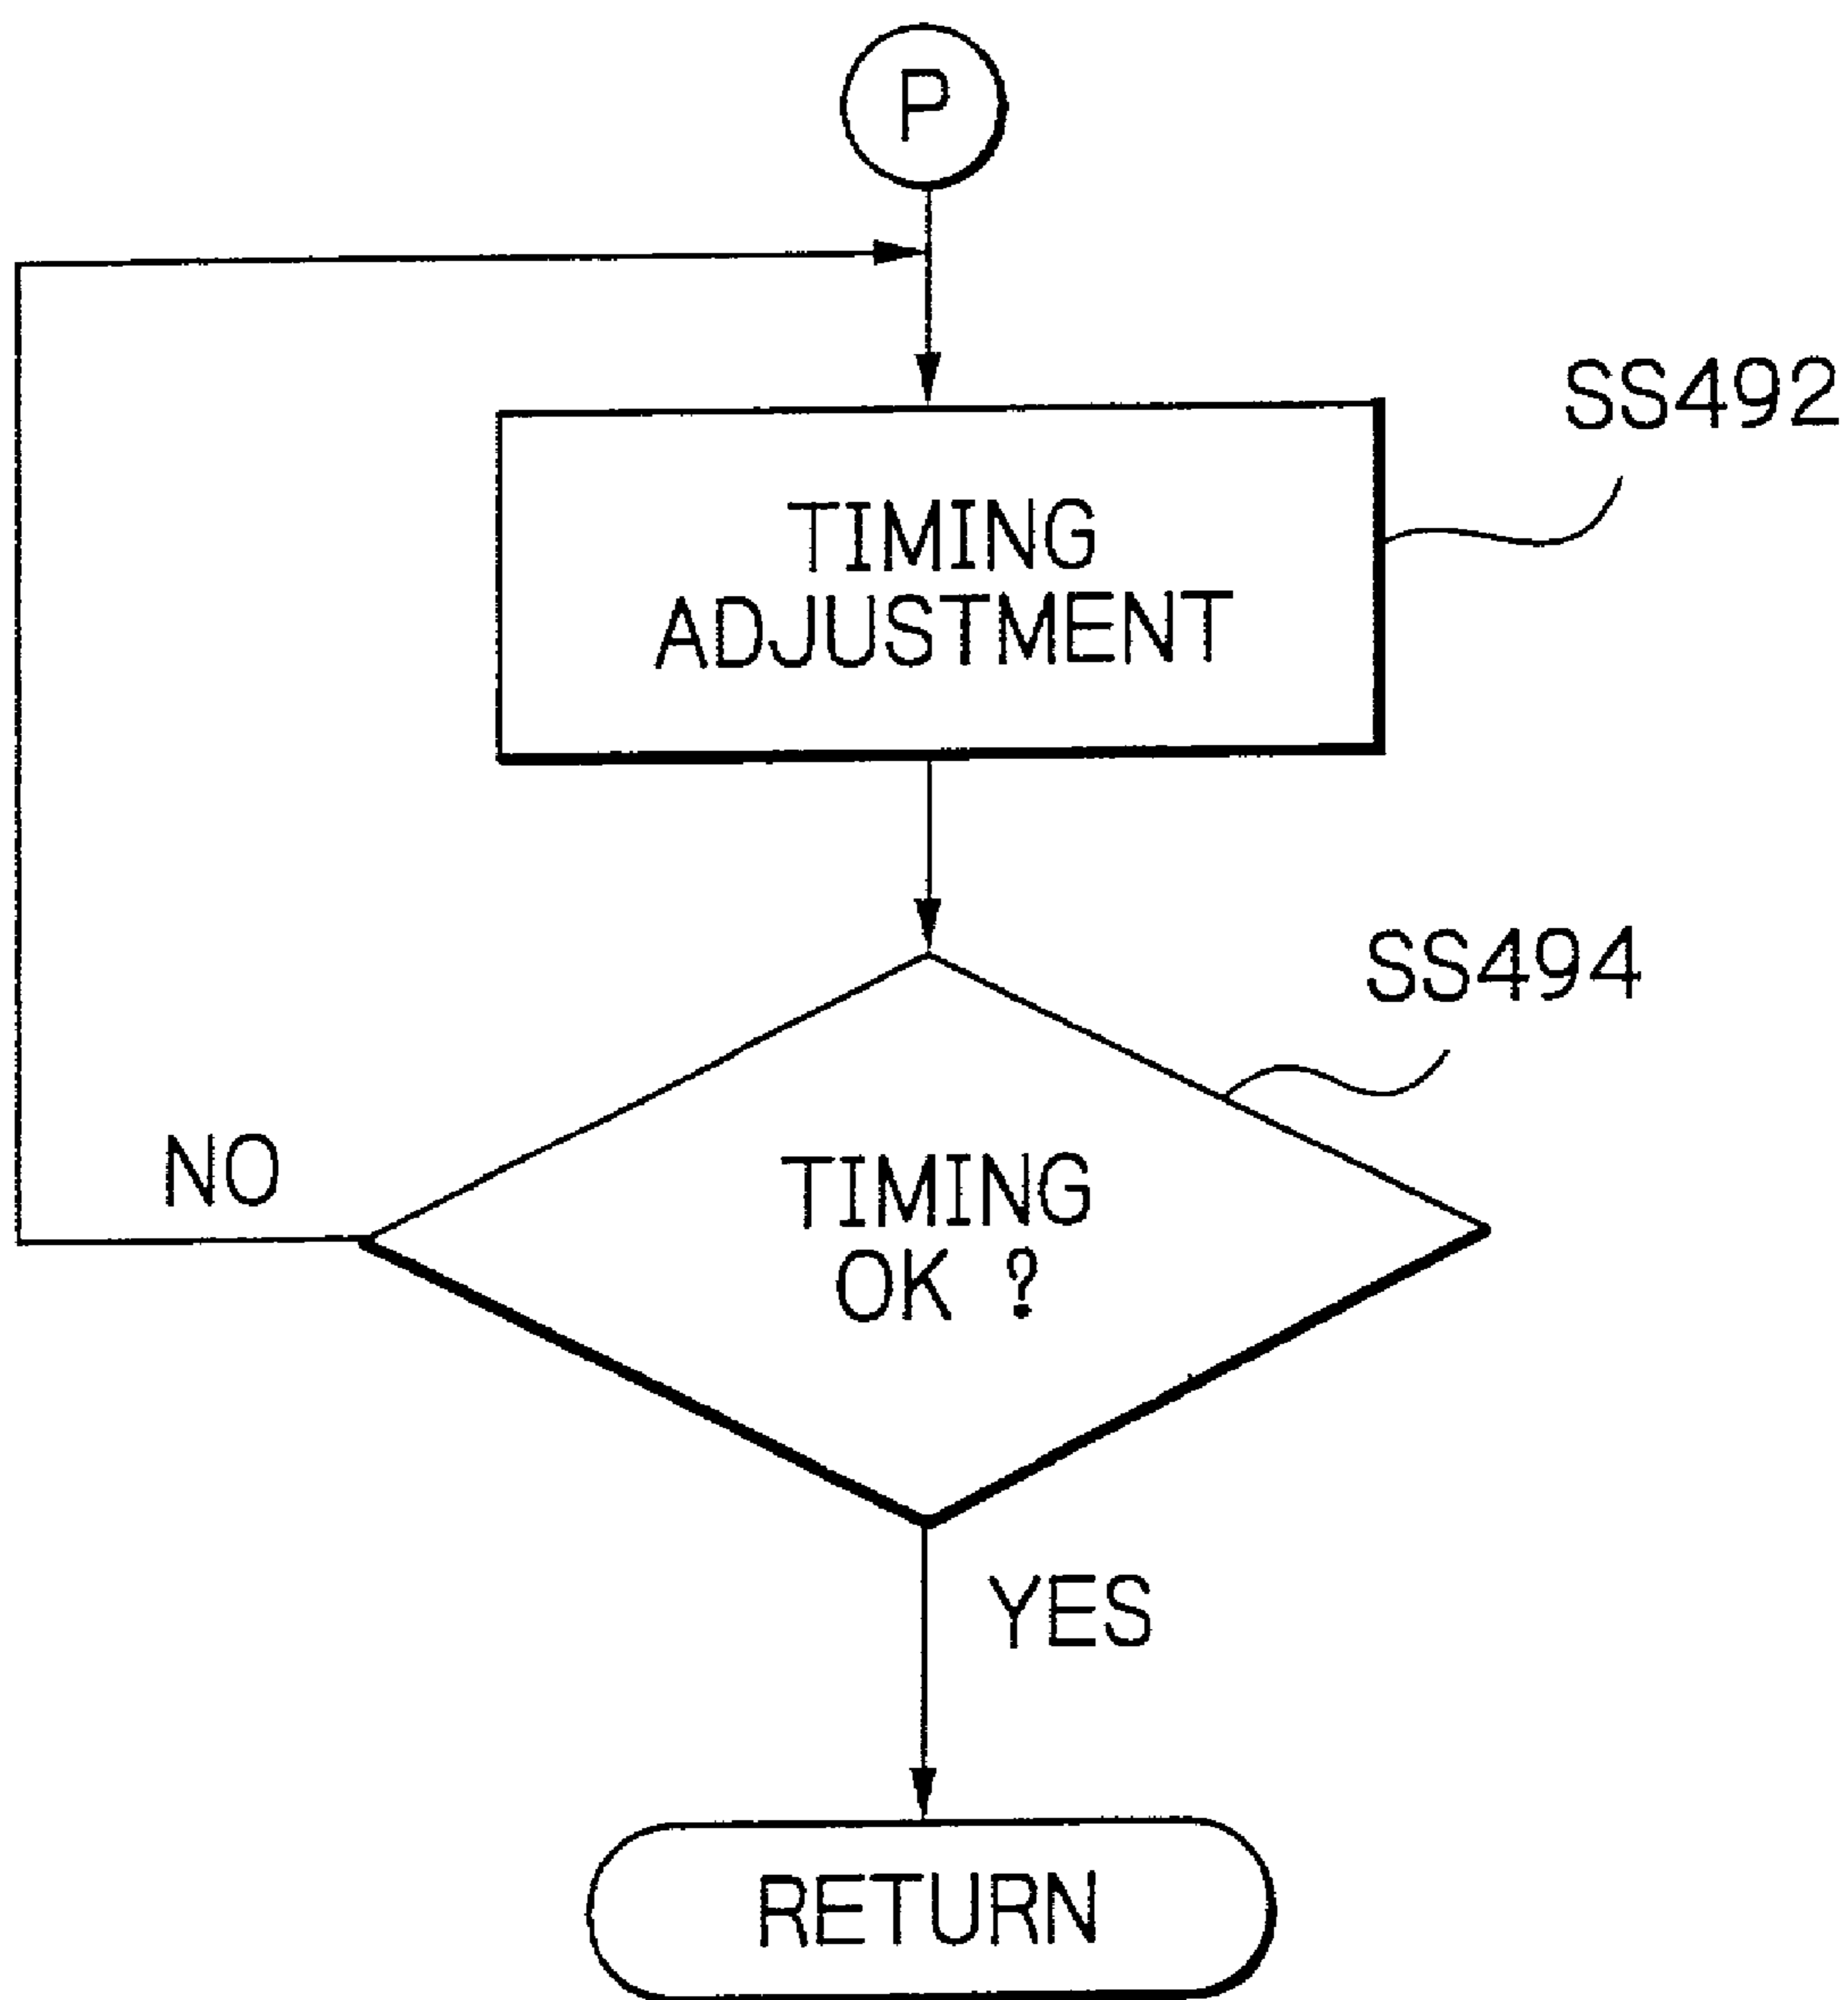 P
SS492
TIMING
ADJUSTMENT
SS494
NO
TIMING
OK ?
YES
RETURN